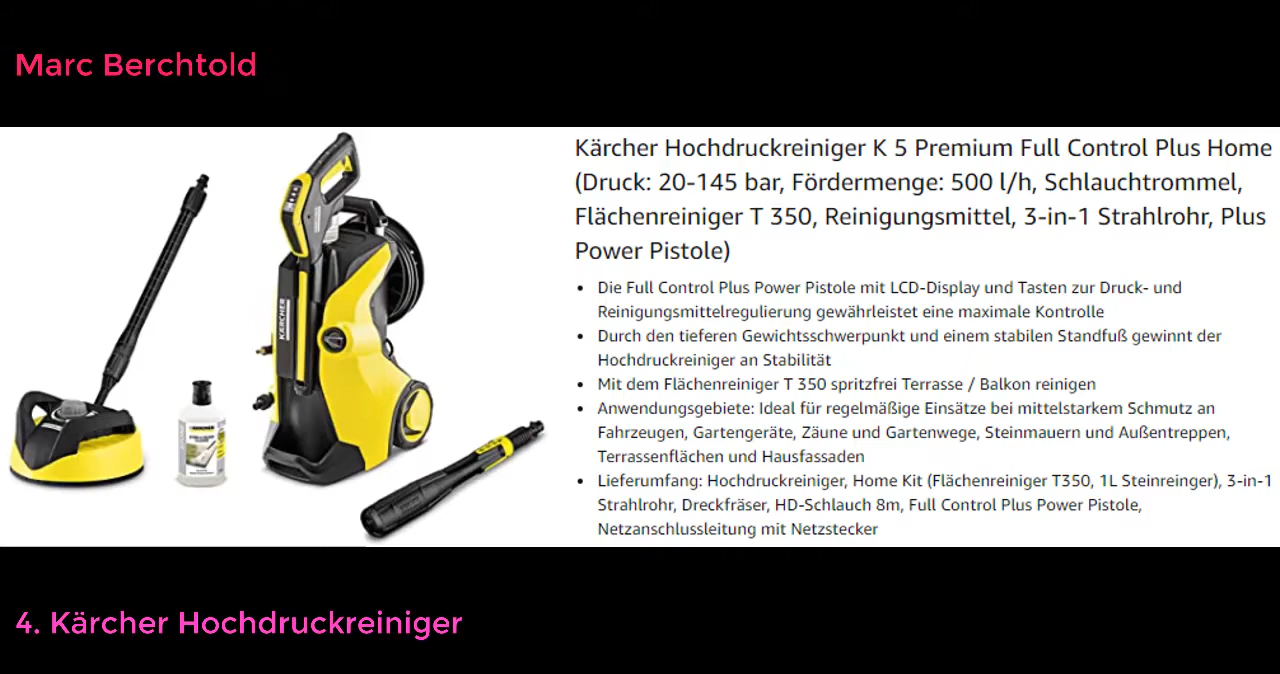 Marc Berchtold
Kärcher Hochdruckreiniger K 5 Premium Full Control Plus Home
(Druck: 20-145 bar, Fördermenge: 500 l/h, Schlauchtrommel,
Flächenreiniger T 350, Reinigungsmittel, 3-in-1 Strahlrohr, Plus
Power Pistole)
• Die Full Control Plus Power Pistole mit LCD-Display und Tasten zur Druck- und
Reinigungsmittelregulierung gewährleistet eine maximale Kontrolle
• Durch den tieferen Gewichtsschwerpunkt und einem stabilen Standfuß gewinnt der
Hochdruckreiniger an Stabilität
• Mit dem Flächenreiniger T 350 spritzfrei Terrasse / Balkon reinigen
• Anwendungsgebiete: Ideal für regelmäßige Einsätze bei mittelstarkem Schmutz an
Fahrzeugen, Gartengeräte, Zäune und Gartenwege, Steinmauern und Außentreppen,
Terrassenflächen und Hausfassaden
• Lieferumfang: Hochdruckreiniger, Home Kit (Flächenreiniger T350, 1L Steinreinger), 3-in-1
Strahlrohr, Dreckfräser, HD-Schlauch 8m, Full Control Plus Power Pistole,
Netzanschlussleitung mit Netzstecker
KÄRCHER
4. Kärcher Hochdruckreiniger